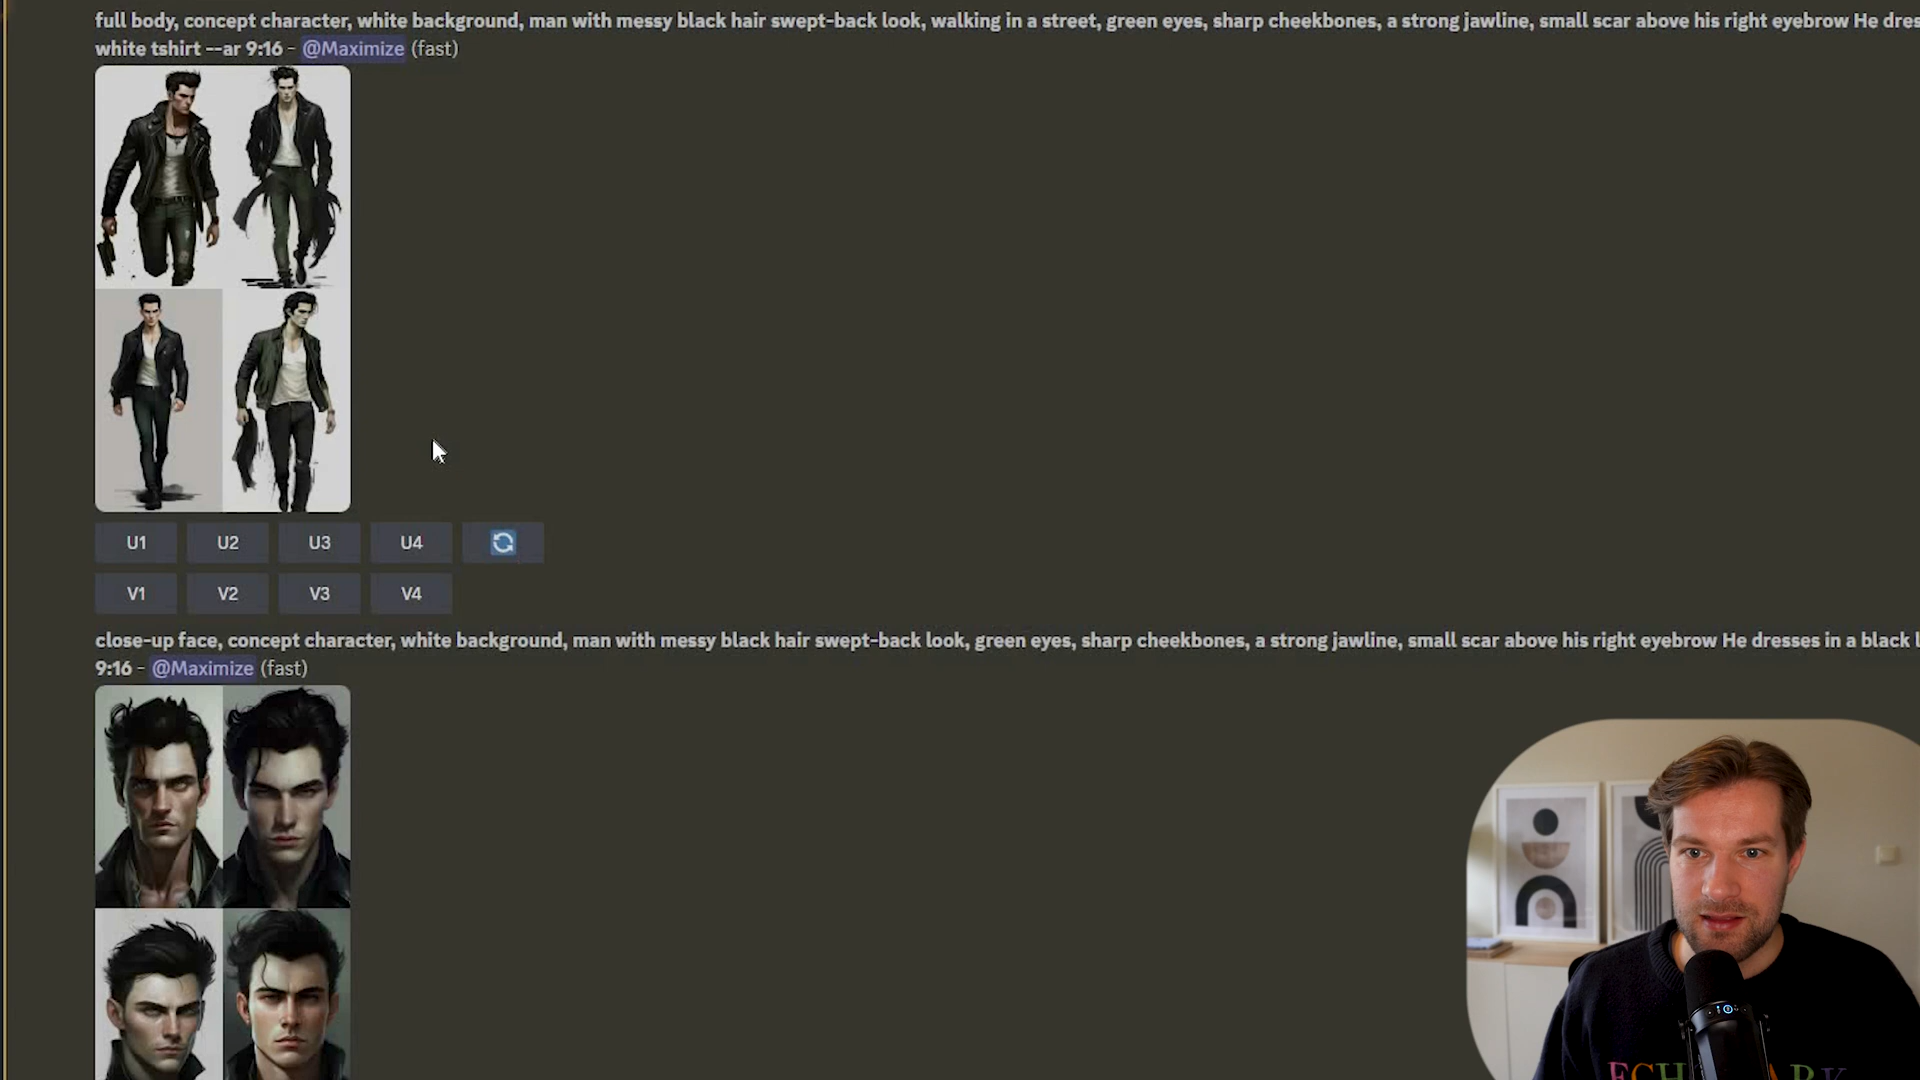 full body, concept character, white background, man with messy black hair swept-back look, walking in a street, green eyes, sharp cheekbones, a strong jawline, small scar above his right eyebrow He dres
white tshirt --ar 9:16 - @Maximize (fast)
U1 U2 U3 U4
V1 V2 V3 V4
close-up face, concept character, white background, man with messy black hair swept-back look, green eyes, sharp cheekbones, a strong jawline, small scar above his right eyebrow He dresses in a black l
9:16 - @Maximize (fast)